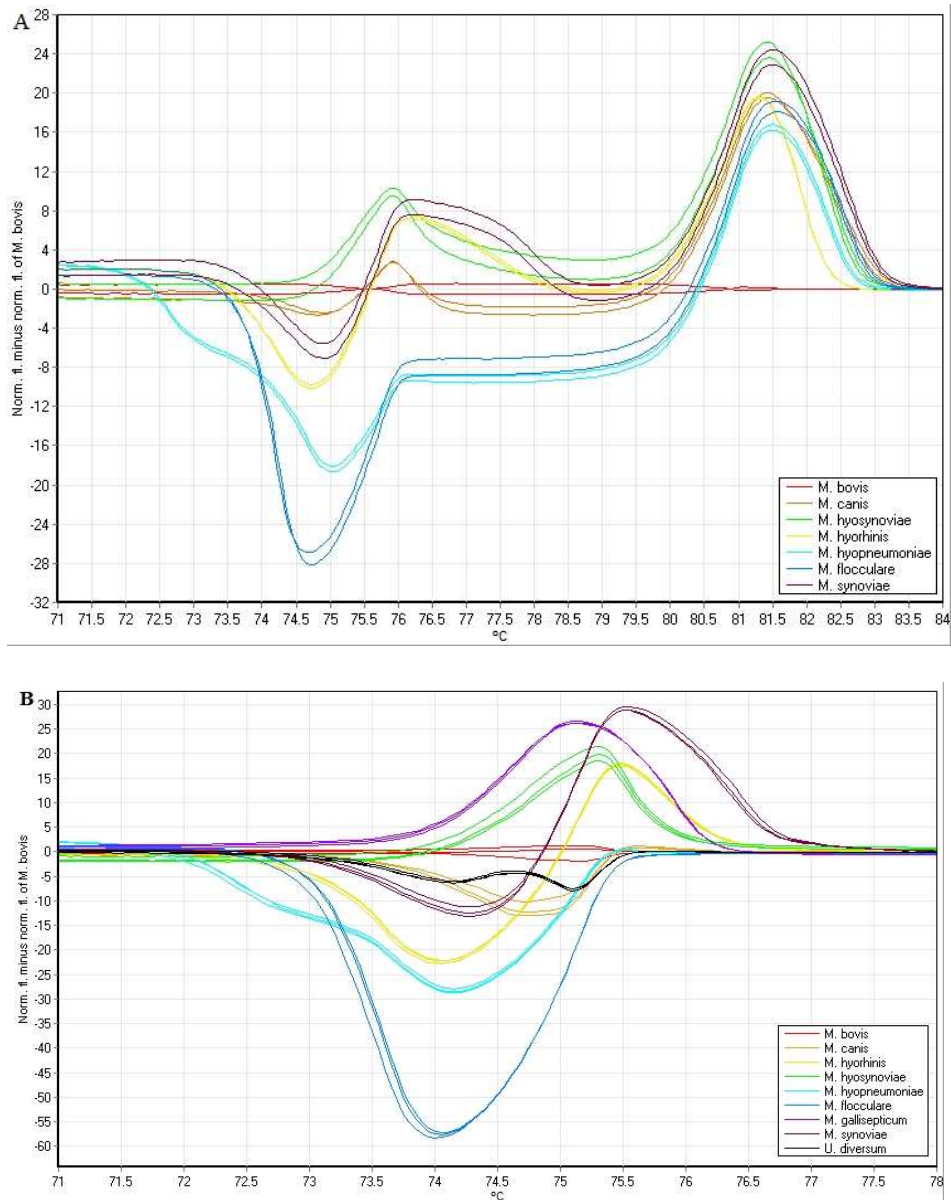 A
Norm. fl. minus norm. fl. of M. bovis
28
24
20
16
12
8
4
0
-4
-8
-12
-16
-20
-24
-28
-32
M. bovis
M. canis
M. hyosynoviae
M. hyorhinis
M. hyopneumoniae
M. flocculare
M. synoviae
71 71.5 72 72.5 73 73.5 74 74.5 75 75.5 76 76.5 77 77.5 78 78.5 79 79.5 80 80.5 81 81.5 82 82.5 83 83.5 84
°C
B
Norm. fl. minus norm. fl. of M. bovis
30
25
20
15
10
5
0
-5
-10
-15
-20
-25
-30
-35
-40
-45
-50
-55
-60
M. bovis
M. canis
M. hyorhinis
M. hyosynoviae
M. hyopneumoniae
M. flocculare
M. gallisepticum
M. synoviae
U. diversum
71 71.5 72 72.5 73 73.5 74 74.5 75 75.5 76 76.5 77 77.5 78
°C